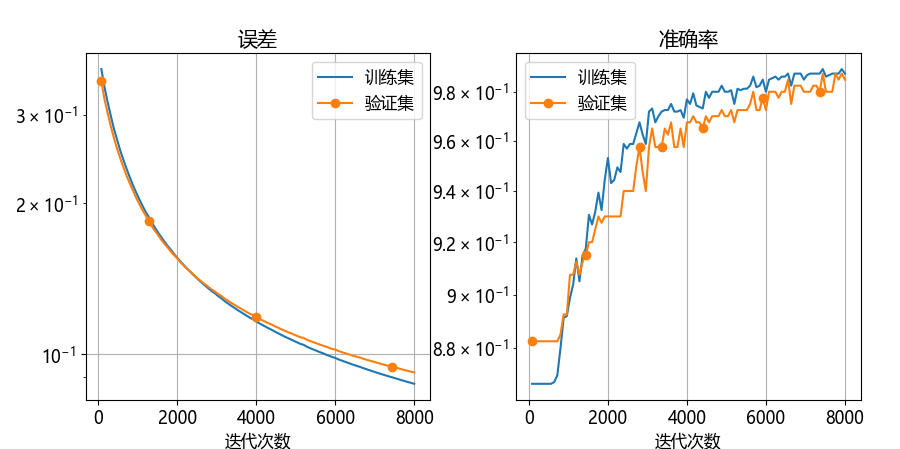 误差
训练集
验证集
3 × 10⁻¹
2 × 10⁻¹
10⁻¹
0
2000
4000
6000
8000
迭代次数
准确率
训练集
验证集
9.8 × 10⁻¹
9.6 × 10⁻¹
9.4 × 10⁻¹
9.2 × 10⁻¹
9 × 10⁻¹
8.8 × 10⁻¹
0
2000
4000
6000
8000
迭代次数